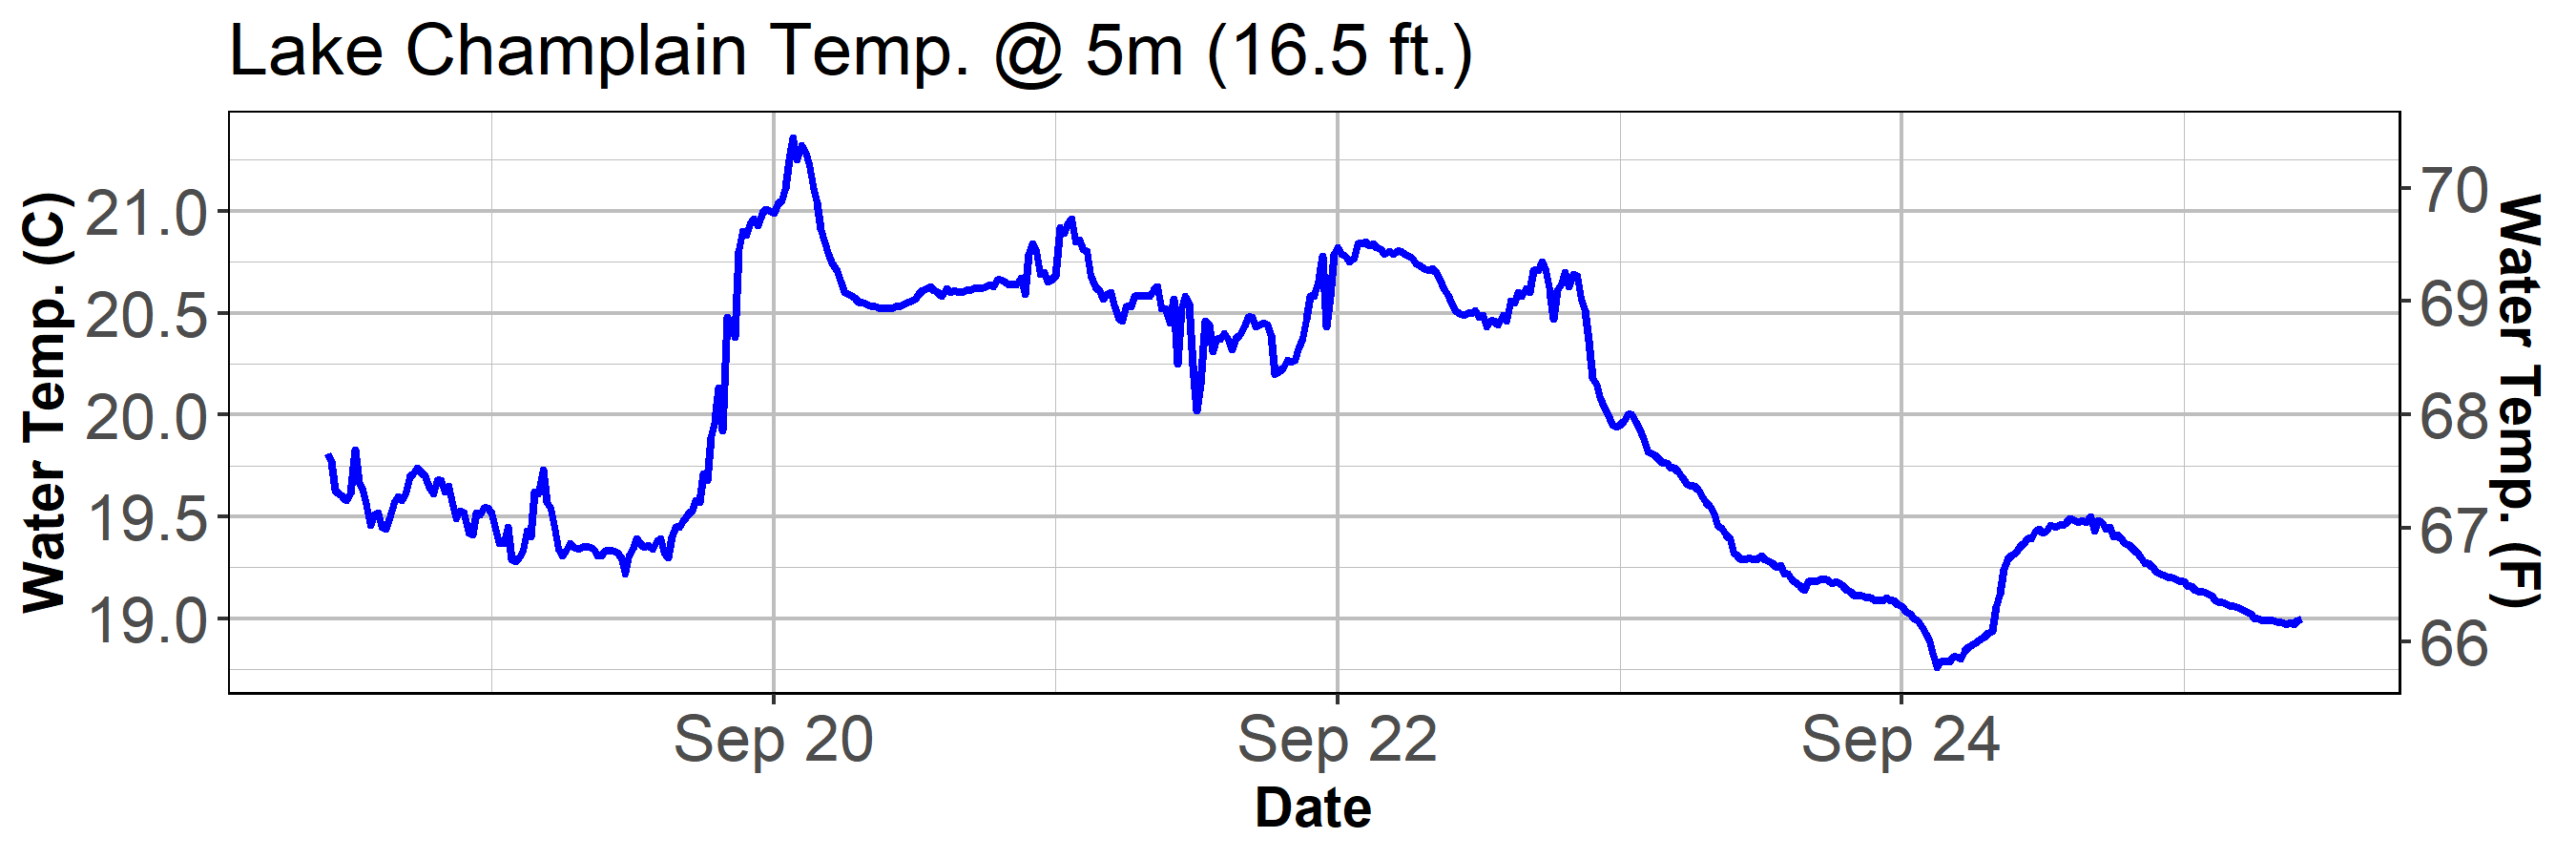 Lake Champlain Temp. @ 5m (16.5 ft.)
Water Temp. (C)
21.0
20.5
20.0
19.5
19.0
70
69
68
67
66
Water Temp. (F)
Sep 20
Sep 22
Sep 24
Date